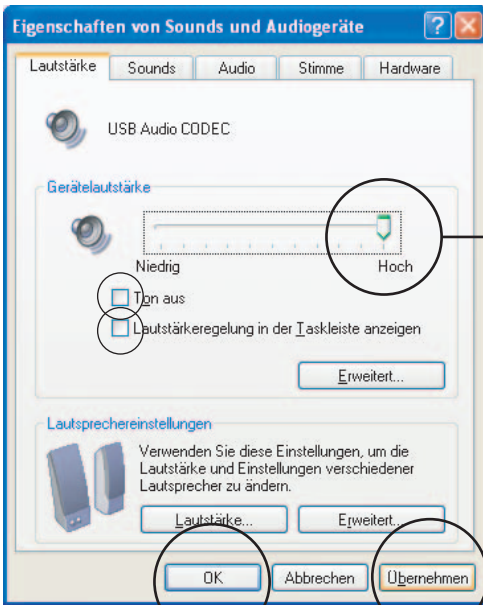 Eigenschaften von Sounds und Audiogeräte
Lautstärke Sounds Audio Stimme Hardware
USB Audio CODEC
Gerätelautstärke
Niedrig Hoch
Ton aus
Lautstärkeregelung in der Taskleiste anzeigen
Erweitert...
Lautsprechereinstellungen
Verwenden Sie diese Einstellungen, um die
Lautstärke und Einstellungen verschiedener
Lautsprecher zu ändern.
Lautstärke... Erweitert...
OK Abbrechen Übernehmen